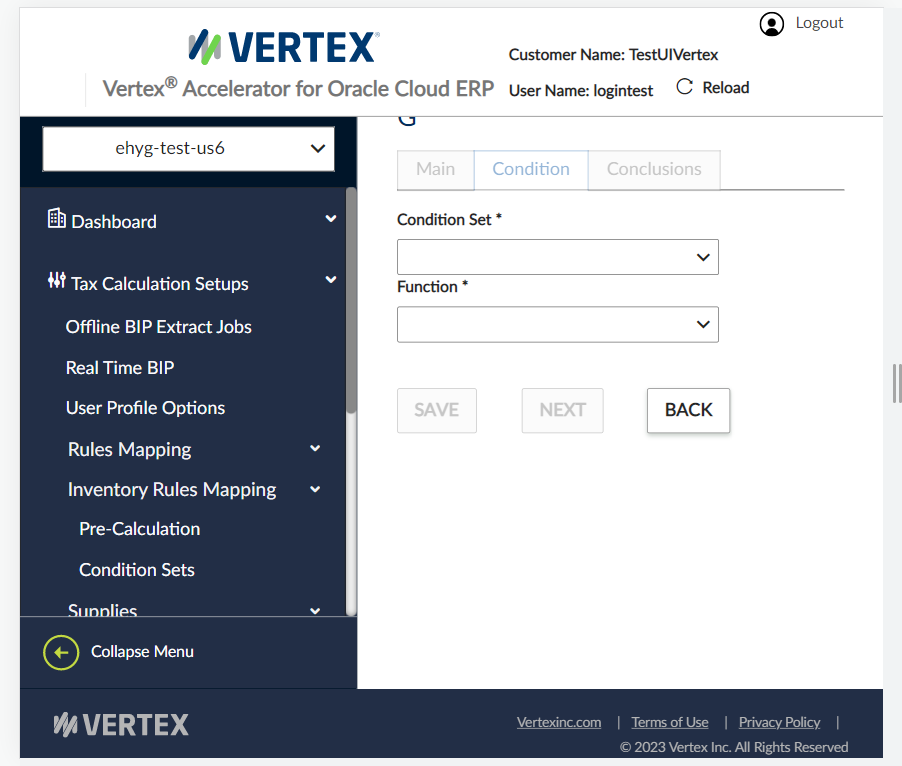 Logout
VERTEX®
Customer Name: TestUIVertex
Vertex® Accelerator for Oracle Cloud ERP
User Name: logintest
Reload
ehyg-test-us6
Dashboard
Tax Calculation Setups
Offline BIP Extract Jobs
Real Time BIP
User Profile Options
Rules Mapping
Inventory Rules Mapping
Pre-Calculation
Condition Sets
Supplies
Collapse Menu
Main
Condition
Conclusions
Condition Set *
Function *
SAVE
NEXT
BACK
VERTEX
Vertexinc.com | Terms of Use | Privacy Policy |
© 2023 Vertex Inc. All Rights Reserved